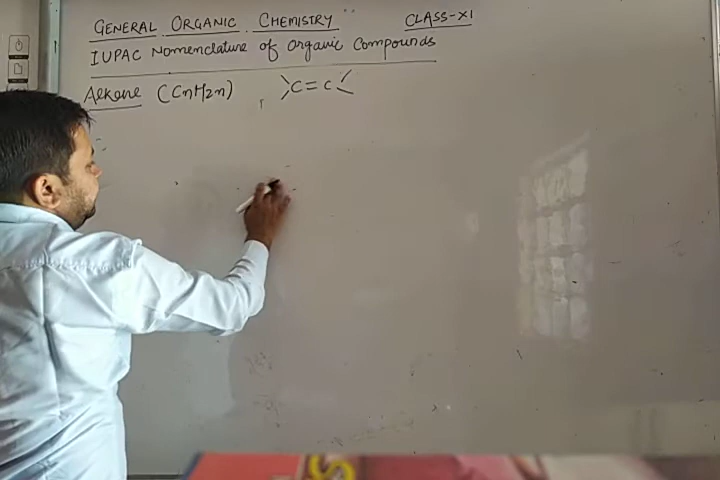 GENERAL ORGANIC CHEMISTRY CLASS-XI
IUPAC Nomenclature of Organic Compounds
Alkene (CnH2n) >C=C<